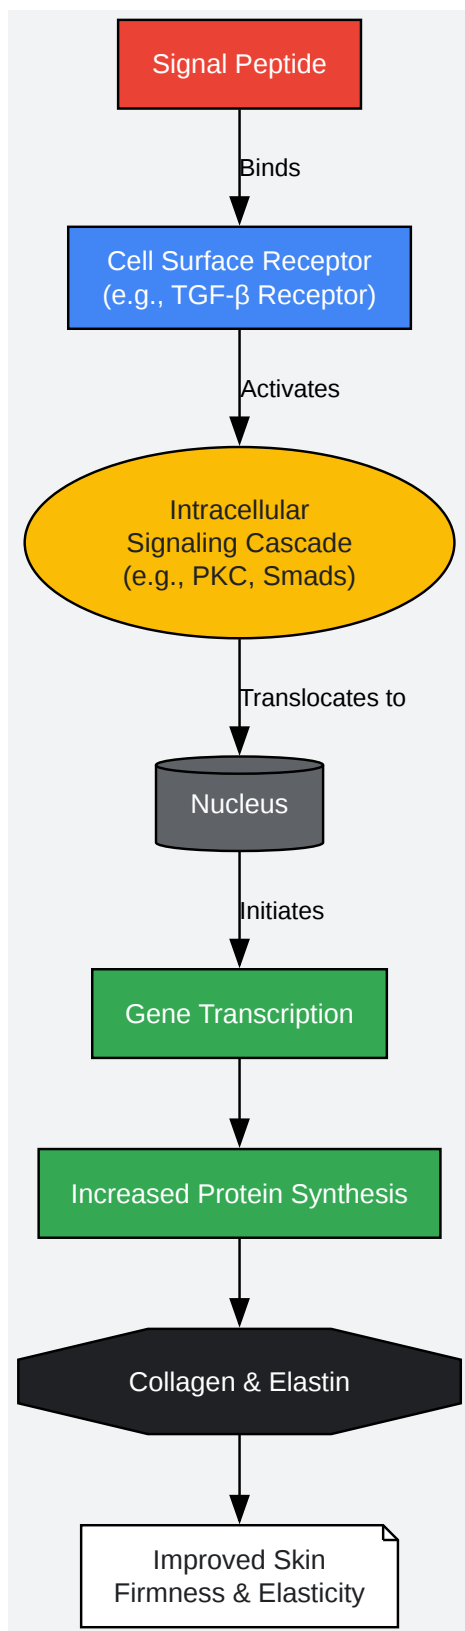 Signal Peptide
Binds
Cell Surface Receptor
(e.g., TGF-β Receptor)
Activates
Intracellular
Signaling Cascade
(e.g., PKC, Smads)
Translocates to
Nucleus
Initiates
Gene Transcription
Increased Protein Synthesis
Collagen & Elastin
Improved Skin
Firmness & Elasticity